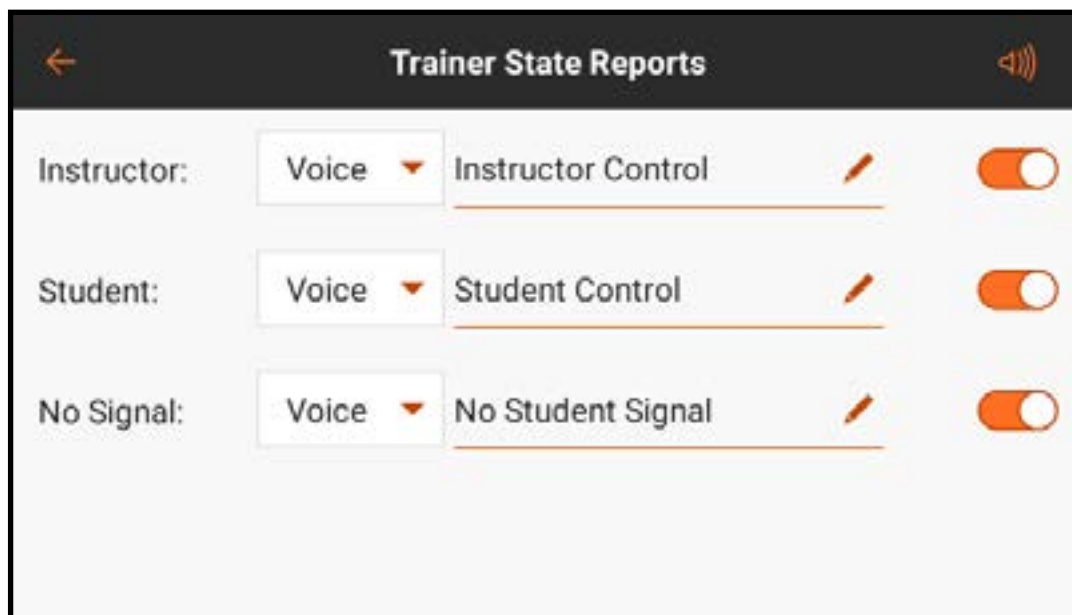 Trainer State Reports
Instructor: Voice Instructor Control
Student: Voice Student Control
No Signal: Voice No Student Signal